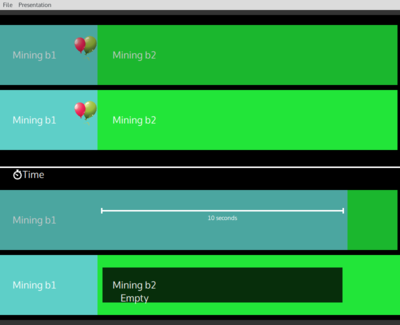 File Presentation
Mining b1 Mining b2
Mining b1 Mining b2
Time
Mining b1
10 seconds
Mining b1 Mining b2
Empty